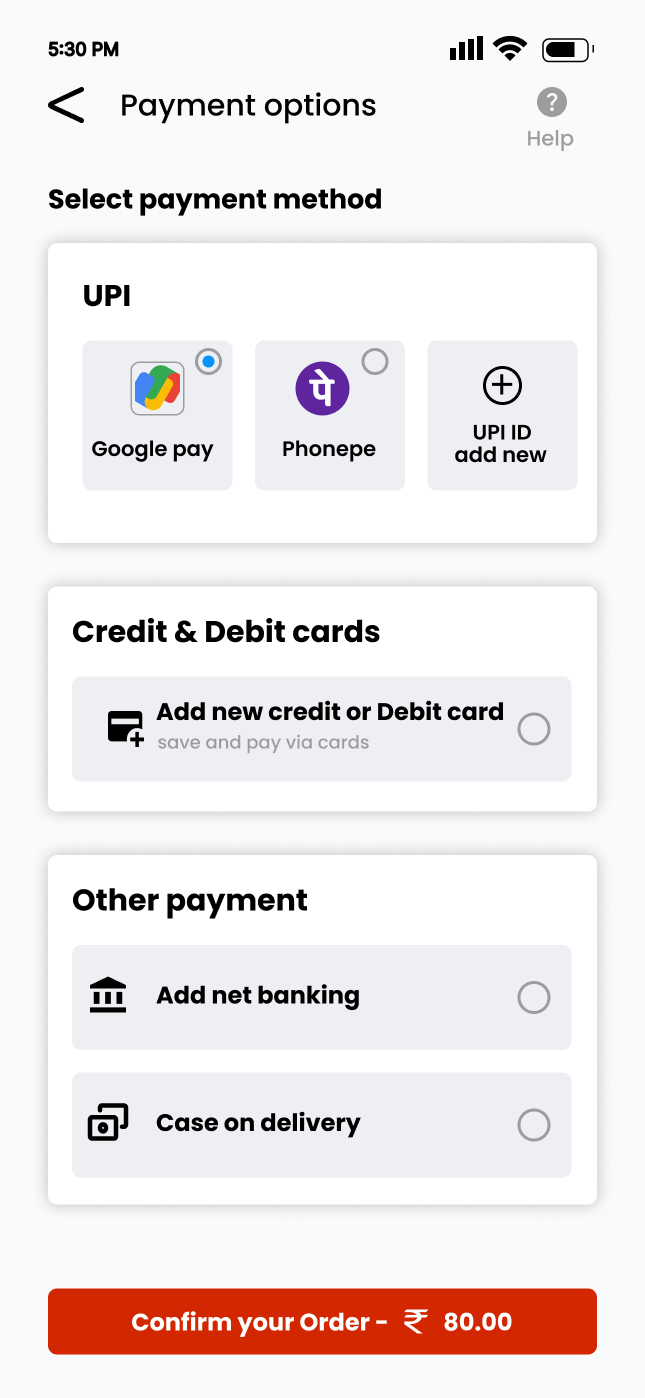 5:30 PM
Payment options
?
Help
Select payment method
UPI
पे
Google pay
Phonepe
UPI ID
add new
Credit & Debit cards
Add new credit or Debit card
save and pay via cards
Other payment
Add net banking
Case on delivery
Confirm your Order - ₹ 80.00